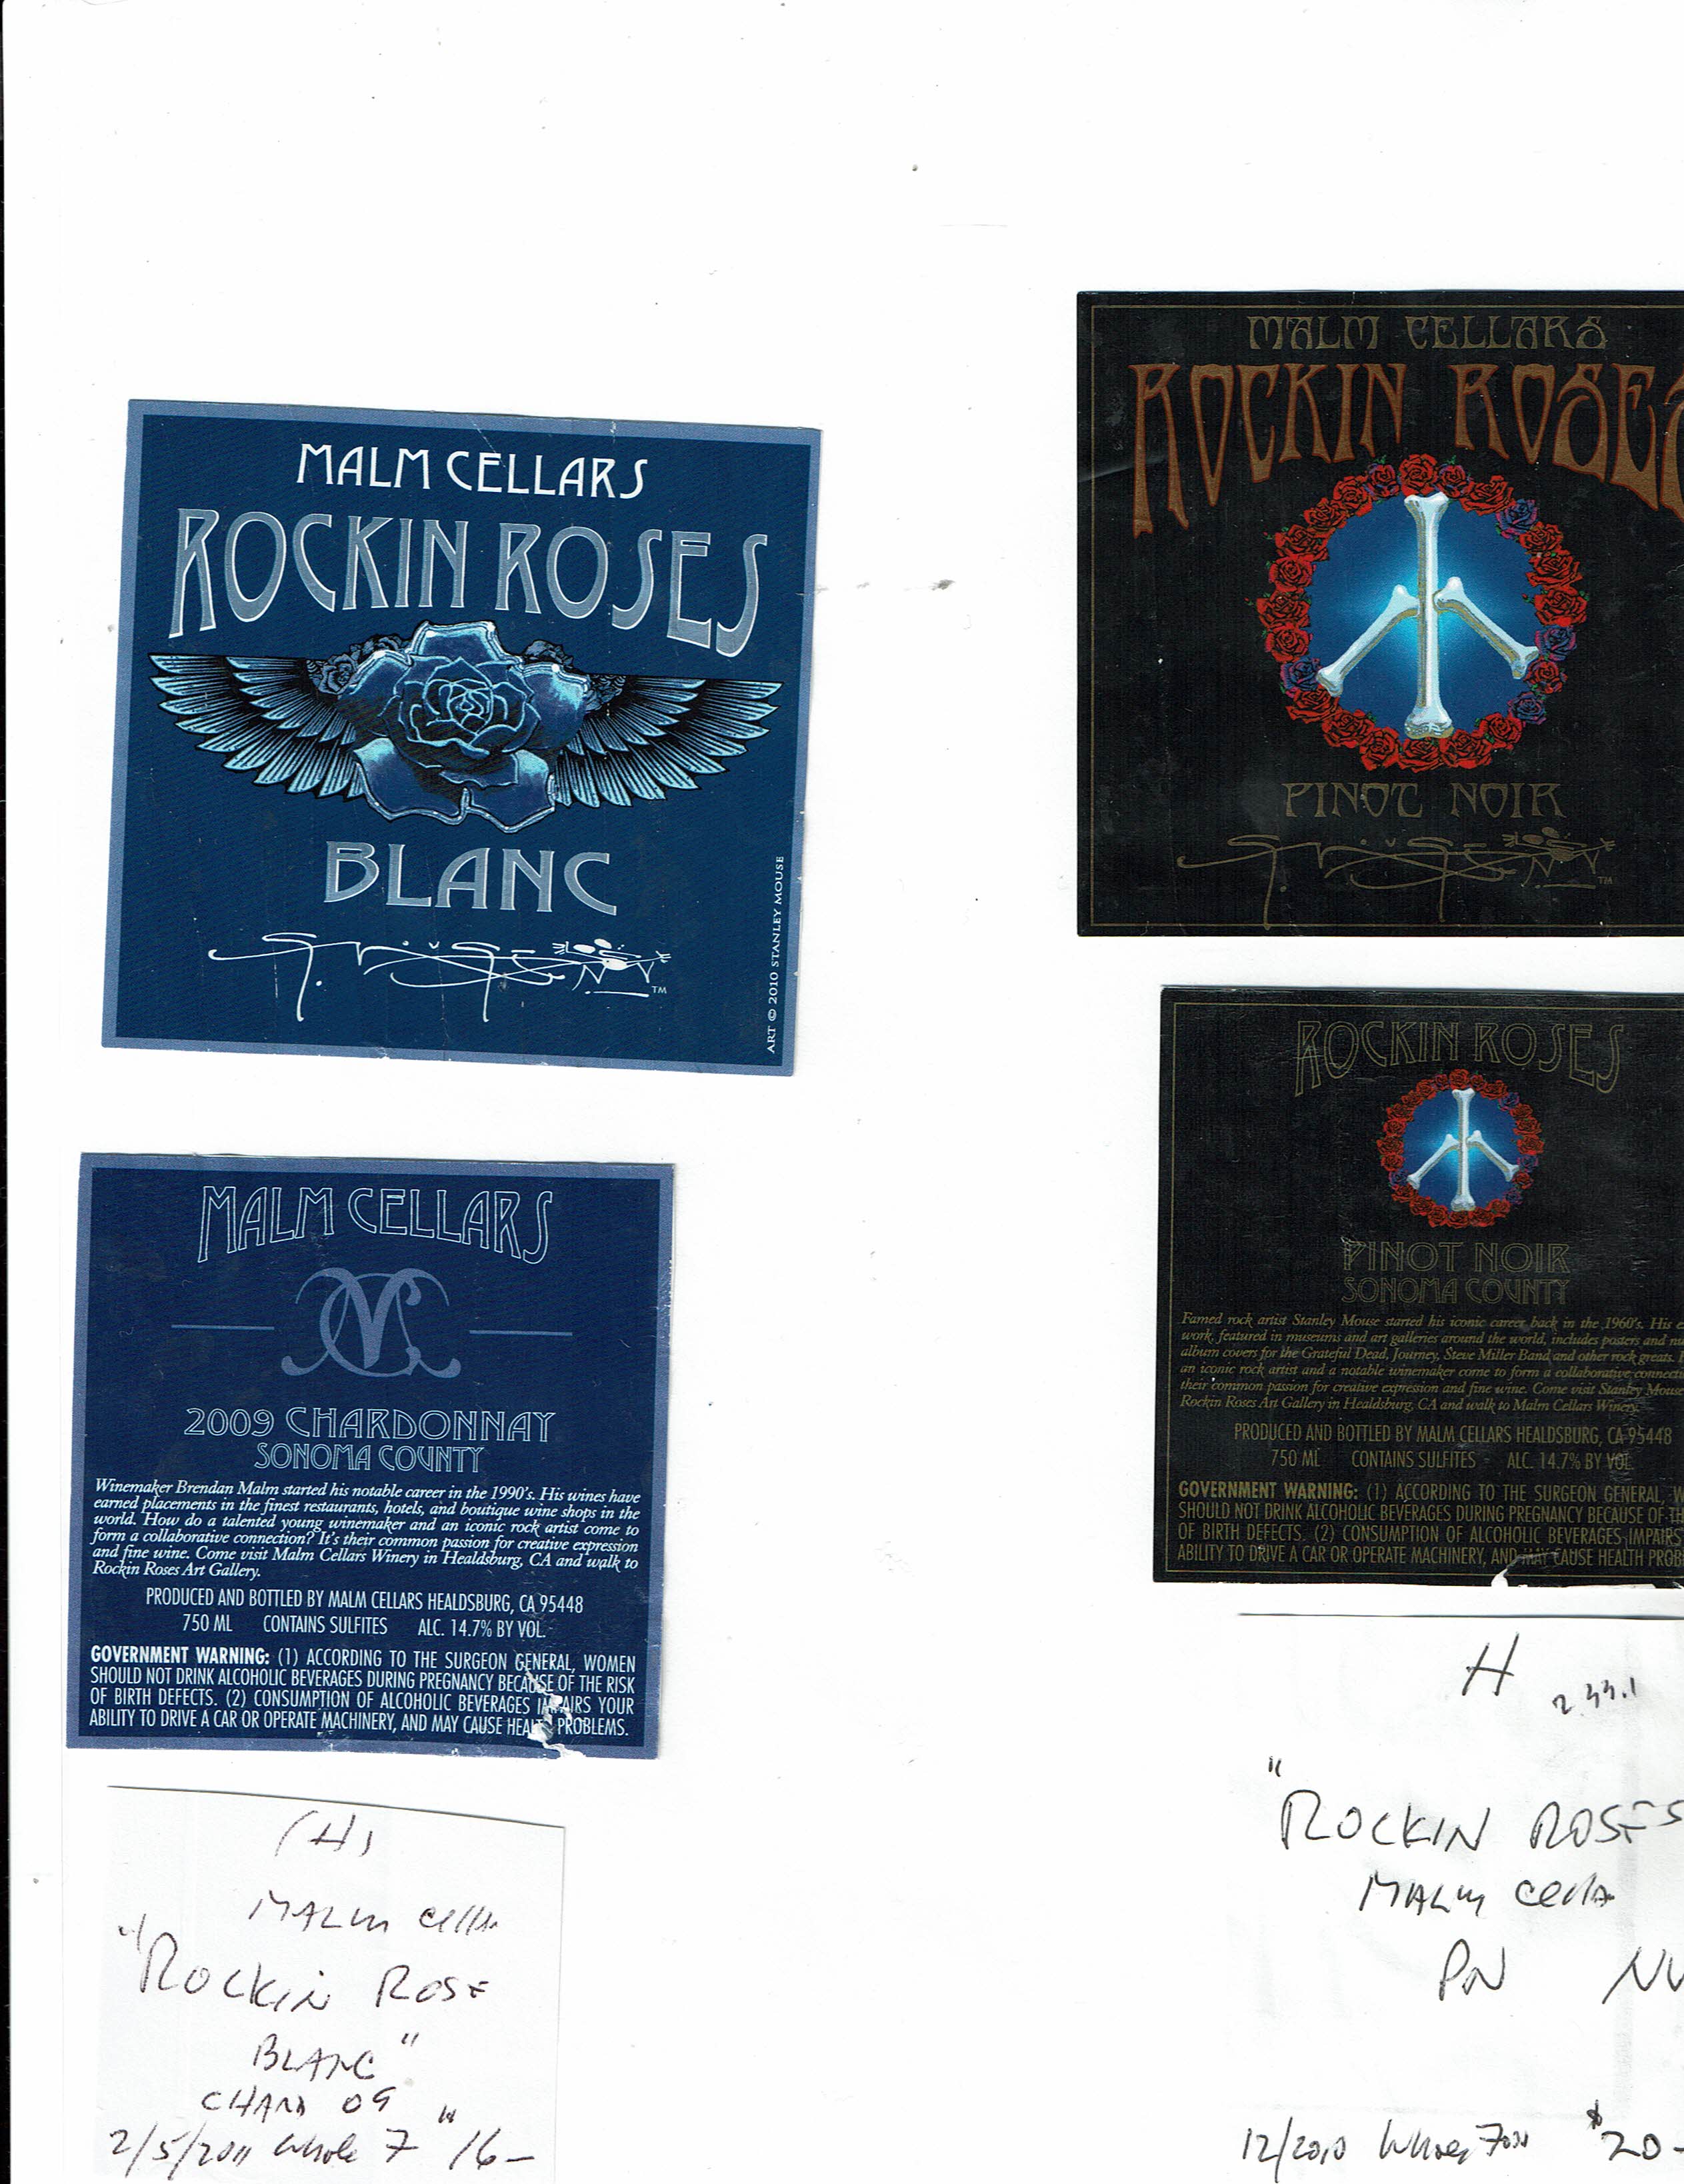 MALM CELLARS
ROCKIN ROSES
BLANC
TM
ART © 2010 STANLEY MOUSE
MALM CELLARS
2009 CHARDONNAY
SONOMA COUNTY
Winemaker Brendan Malm started his notable career in the 1990's. His wines have
earned placements in the finest restaurants, hotels, and boutique wine shops in the
world. How do a talented young winemaker and an iconic rock artist come to
form a collaborative connection? It's their common passion for creative expression
and fine wine. Come visit Malm Cellars Winery in Healdsburg, CA and walk to
Rockin Roses Art Gallery.
PRODUCED AND BOTTLED BY MALM CELLARS HEALDSBURG, CA 95448
750 ML CONTAINS SULFITES ALC. 14.7% BY VOL.
GOVERNMENT WARNING: (1) ACCORDING TO THE SURGEON GENERAL, WOMEN
SHOULD NOT DRINK ALCOHOLIC BEVERAGES DURING PREGNANCY BECAUSE OF THE RISK
OF BIRTH DEFECTS. (2) CONSUMPTION OF ALCOHOLIC BEVERAGES IMPAIRS YOUR
ABILITY TO DRIVE A CAR OR OPERATE MACHINERY, AND MAY CAUSE HEALTH PROBLEMS.
(H)
MALM
"ROCKIN ROSE
BLANC"
CHARD 09
2/5/2011 Whole 7 16-
MALM CELLARS
ROCKIN ROSES
PINOT NOIR
TM
ROCKIN ROSES
PINOT NOIR
SONOMA COUNTY
Famed rock artist Stanley Mouse started his iconic career back in the 1960's. His
work, featured in museums and art galleries around the world, includes posters and
album covers for the Grateful Dead, Journey, Steve Miller Band and other rock greats.
an iconic rock artist and a notable winemaker come to form a collaborative
their common passion for creative expression and fine wine. Come visit Stanley Mouse
Rockin Roses Art Gallery in Healdsburg, CA and walk to Malm Cellars Winery.
PRODUCED AND BOTTLED BY MALM CELLARS HEALDSBURG, CA 95448
750 ML CONTAINS SULFITES ALC. 14.7% BY VOL.
GOVERNMENT WARNING: (1) ACCORDING TO THE SURGEON GENERAL,
SHOULD NOT DRINK ALCOHOLIC BEVERAGES DURING PREGNANCY BECAUSE OF
OF BIRTH DEFECTS. (2) CONSUMPTION OF ALCOHOLIC BEVERAGES IMPAIRS
ABILITY TO DRIVE A CAR OR OPERATE MACHINERY, AND MAY CAUSE HEALTH
H
"ROCKIN ROSES
MALM
PN NV
12/2010 $20-